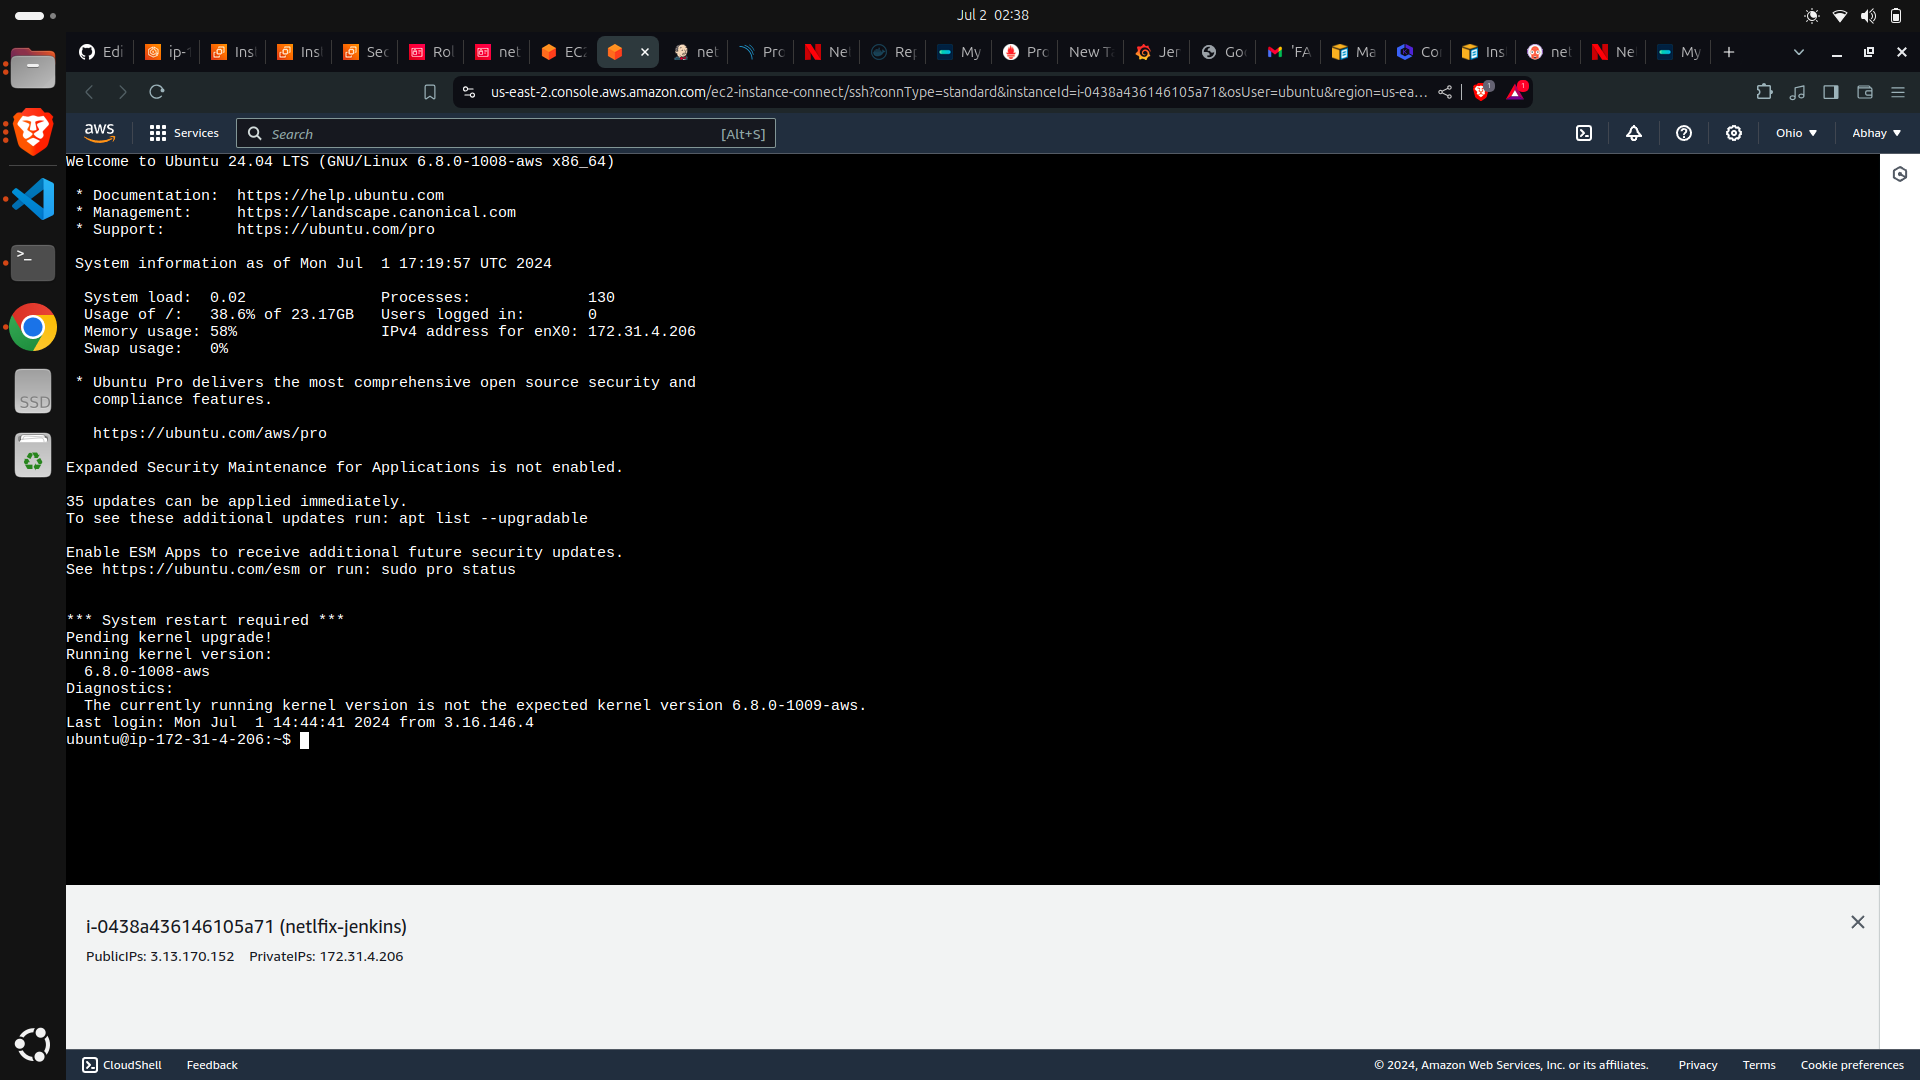 Jul 2 02:38
Edi
ip-1
Inst
Inst
Sec
Rol
net
EC2
net
Pro
Net
Rep
My
Pro
New Ta
Jer
Goo
'FA
Ma
Cor
Inst
net
Net
My
us-east-2.console.aws.amazon.com/ec2-instance-connect/ssh?connType=standard&instanceId=i-0438a436146105a71&osUser=ubuntu&region=us-ea...
1
1
aws
Services
Search
[Alt+S]
Ohio
Abhay
Welcome to Ubuntu 24.04 LTS (GNU/Linux 6.8.0-1008-aws x86_64)
* Documentation: https://help.ubuntu.com
* Management: https://landscape.canonical.com
* Support: https://ubuntu.com/pro
System information as of Mon Jul 1 17:19:57 UTC 2024
System load: 0.02 Processes: 130
Usage of /: 38.6% of 23.17GB Users logged in: 0
Memory usage: 58% IPv4 address for enX0: 172.31.4.206
Swap usage: 0%
* Ubuntu Pro delivers the most comprehensive open source security and
compliance features.
https://ubuntu.com/aws/pro
Expanded Security Maintenance for Applications is not enabled.
35 updates can be applied immediately.
To see these additional updates run: apt list --upgradable
Enable ESM Apps to receive additional future security updates.
See https://ubuntu.com/esm or run: sudo pro status
*** System restart required ***
Pending kernel upgrade!
Running kernel version:
6.8.0-1008-aws
Diagnostics:
The currently running kernel version is not the expected kernel version 6.8.0-1009-aws.
Last login: Mon Jul 1 14:44:41 2024 from 3.16.146.4
ubuntu@ip-172-31-4-206:~$
SSD
i-0438a436146105a71 (netlfix-jenkins)
PublicIPs: 3.13.170.152 PrivateIPs: 172.31.4.206
CloudShell
Feedback
© 2024, Amazon Web Services, Inc. or its affiliates.
Privacy
Terms
Cookie preferences